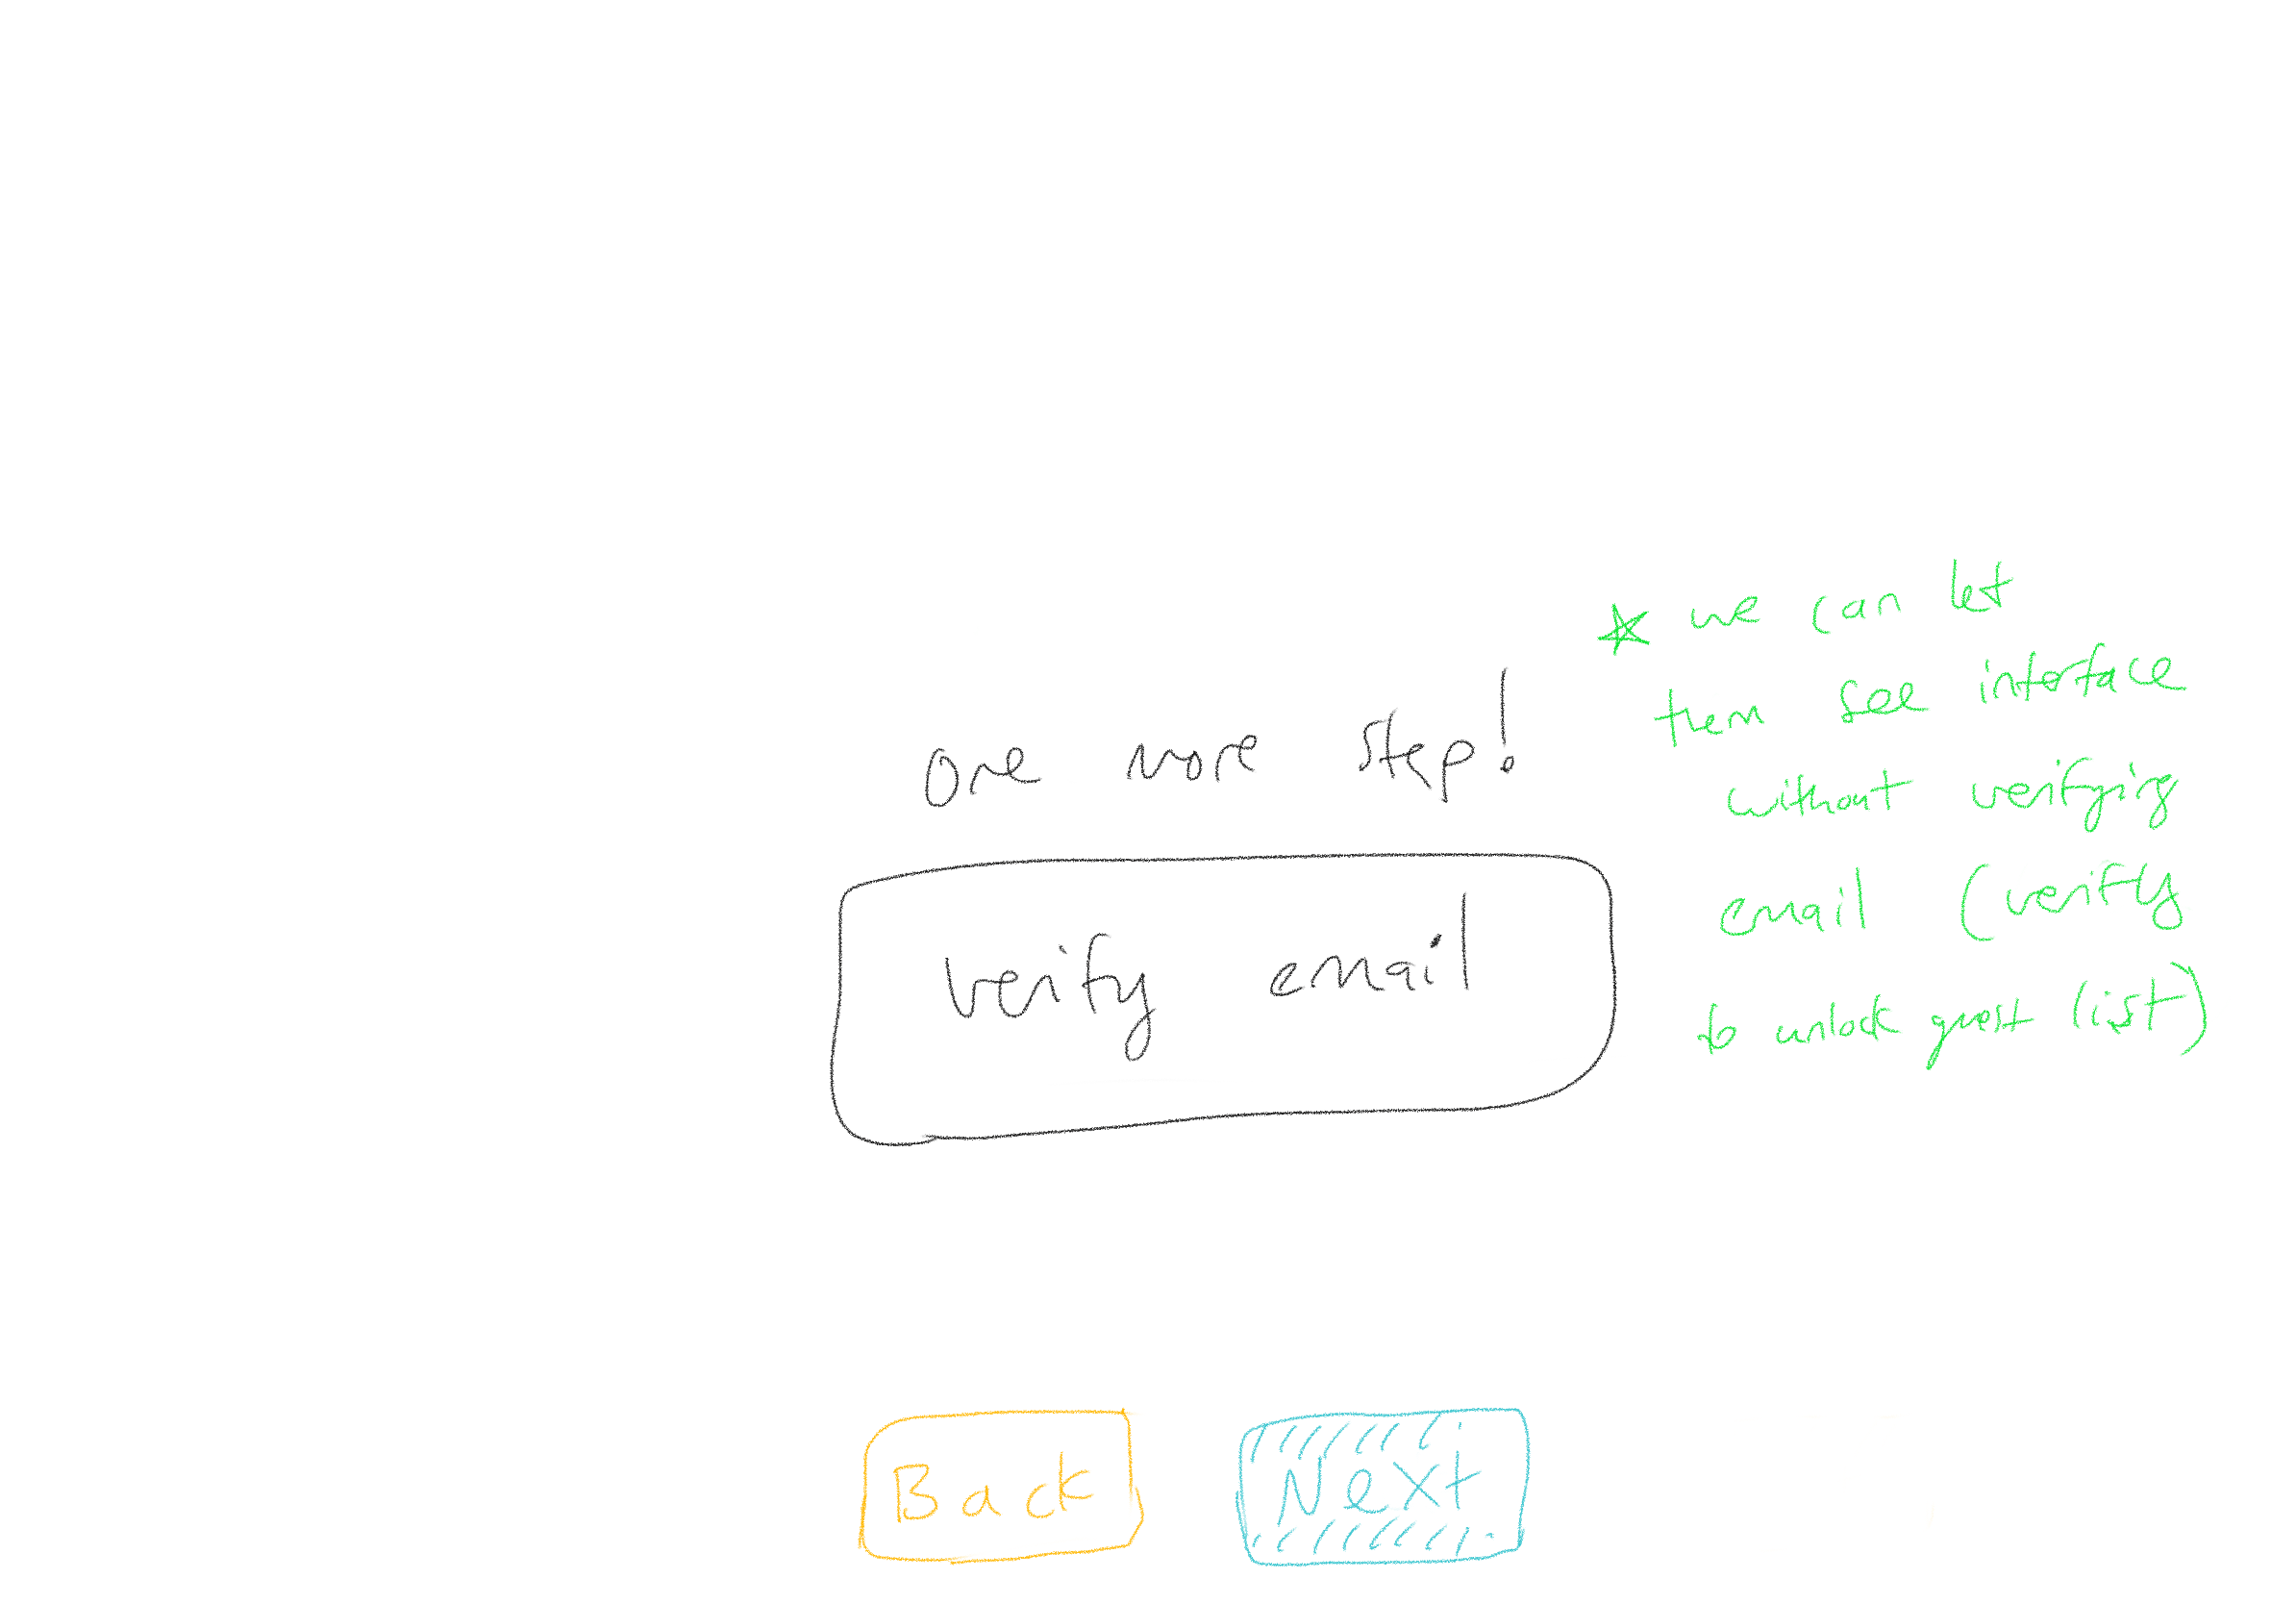 one more step!
verify email
☆ we can let
them see interface
without verifying
email (verify
to unlock guest list)
Back
Next